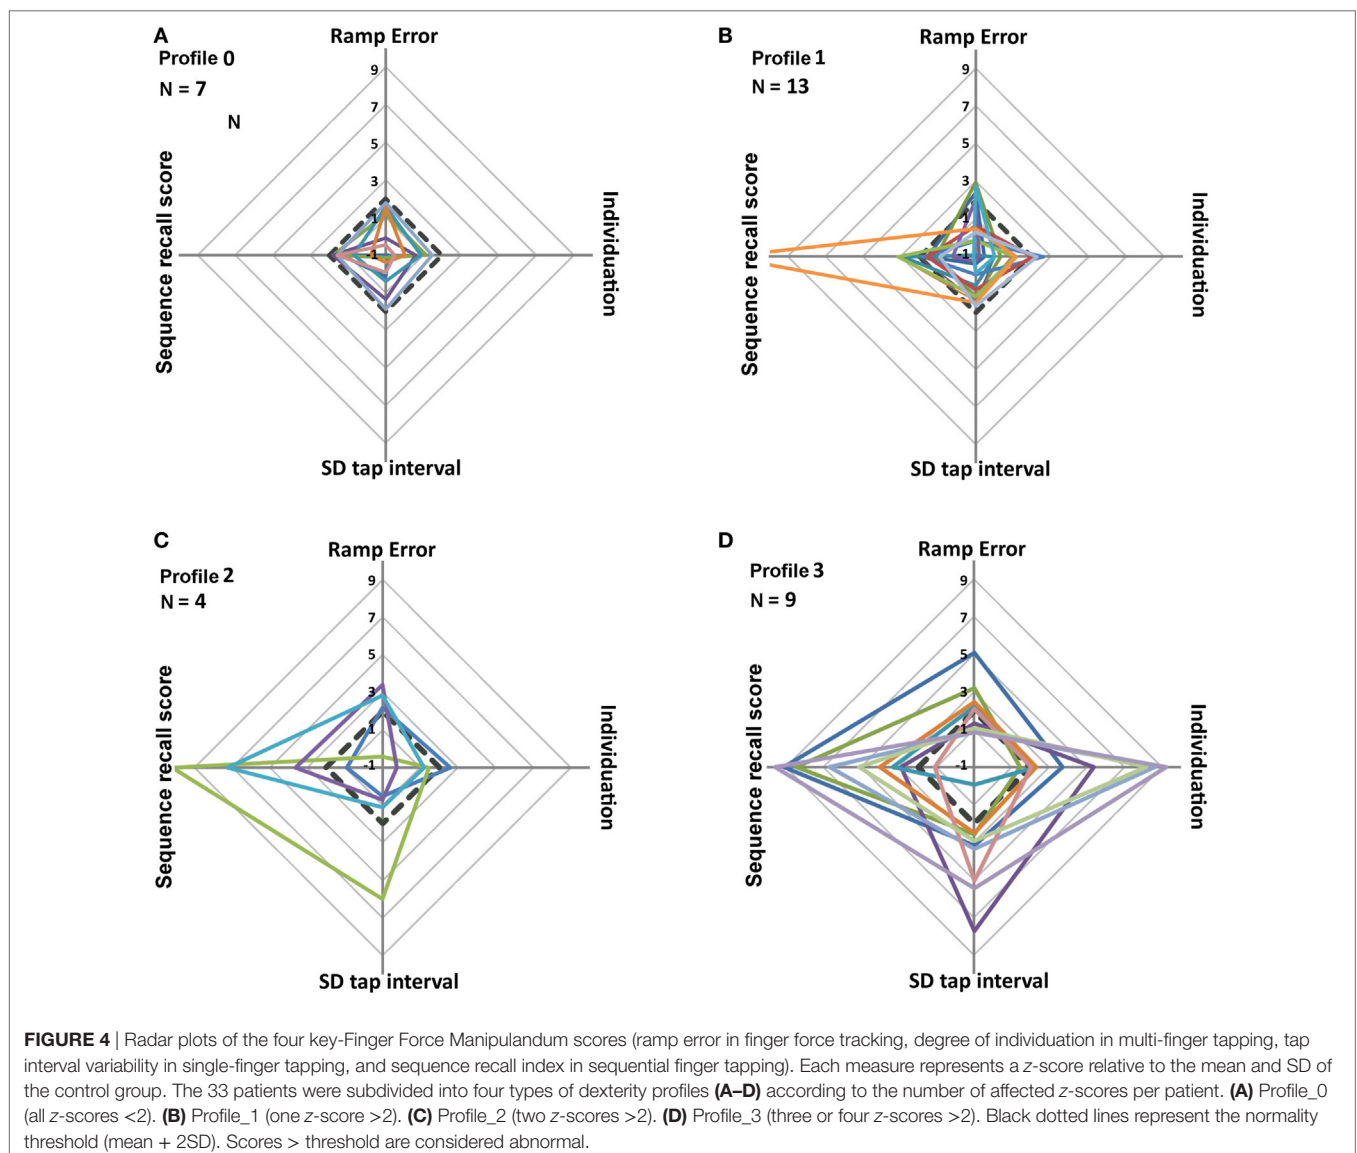 A
Ramp Error
Profile 0
N = 7
N
9
7
5
3
1
-1
Sequence recall score
Individuation
SD tap interval
B
Ramp Error
Profile 1
N = 13
9
7
5
3
1
-1
Sequence recall score
Individuation
SD tap interval
C
Ramp Error
Profile 2
N = 4
9
7
5
3
1
-1
Sequence recall score
Individuation
SD tap interval
D
Ramp Error
Profile 3
N = 9
9
7
5
3
1
-1
Sequence recall score
Individuation
SD tap interval
FIGURE 4 | Radar plots of the four key-Finger Force Manipulandum scores (ramp error in finger force tracking, degree of individuation in multi-finger tapping, tap
interval variability in single-finger tapping, and sequence recall index in sequential finger tapping). Each measure represents a z-score relative to the mean and SD of
the control group. The 33 patients were subdivided into four types of dexterity profiles (A–D) according to the number of affected z-scores per patient. (A) Profile_0
(all z-scores <2). (B) Profile_1 (one z-score >2). (C) Profile_2 (two z-scores >2). (D) Profile_3 (three or four z-scores >2). Black dotted lines represent the normality
threshold (mean + 2SD). Scores > threshold are considered abnormal.